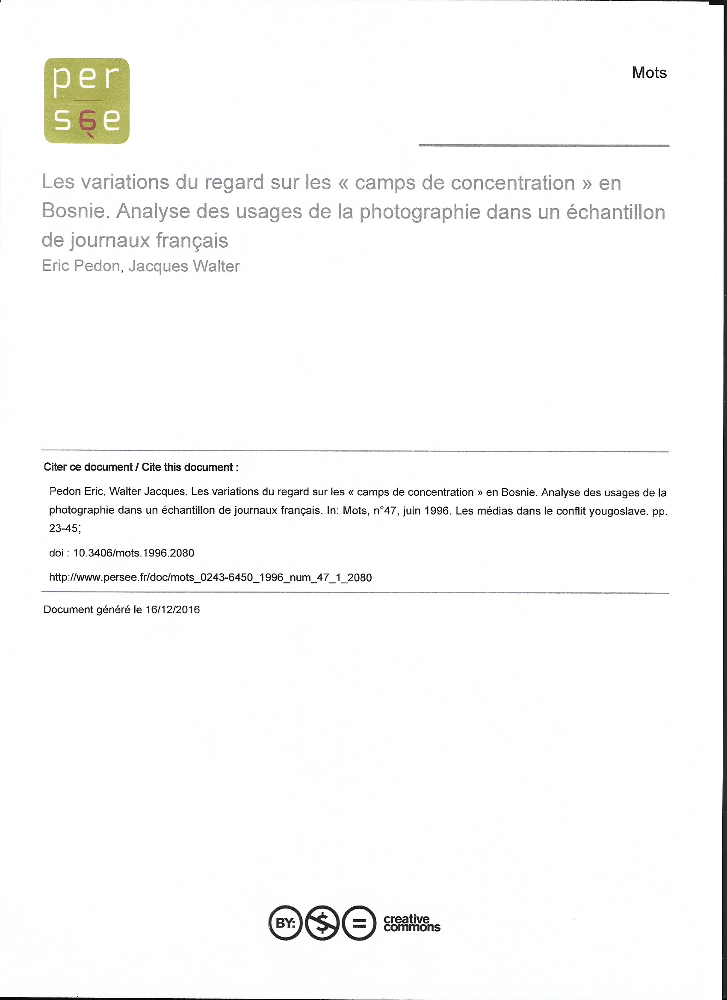 per
sée
Mots
Les variations du regard sur les « camps de concentration » en
Bosnie. Analyse des usages de la photographie dans un échantillon
de journaux français
Eric Pedon, Jacques Walter
Citer ce document / Cite this document :
Pedon Eric, Walter Jacques. Les variations du regard sur les « camps de concentration » en Bosnie. Analyse des usages de la
photographie dans un échantillon de journaux français. In: Mots, n°47, juin 1996. Les médias dans le conflit yougoslave. pp.
23-45;
doi : 10.3406/mots.1996.2080
http://www.persee.fr/doc/mots_0243-6450_1996_num_47_1_2080
Document généré le 16/12/2016
BY: $ = creative
commons